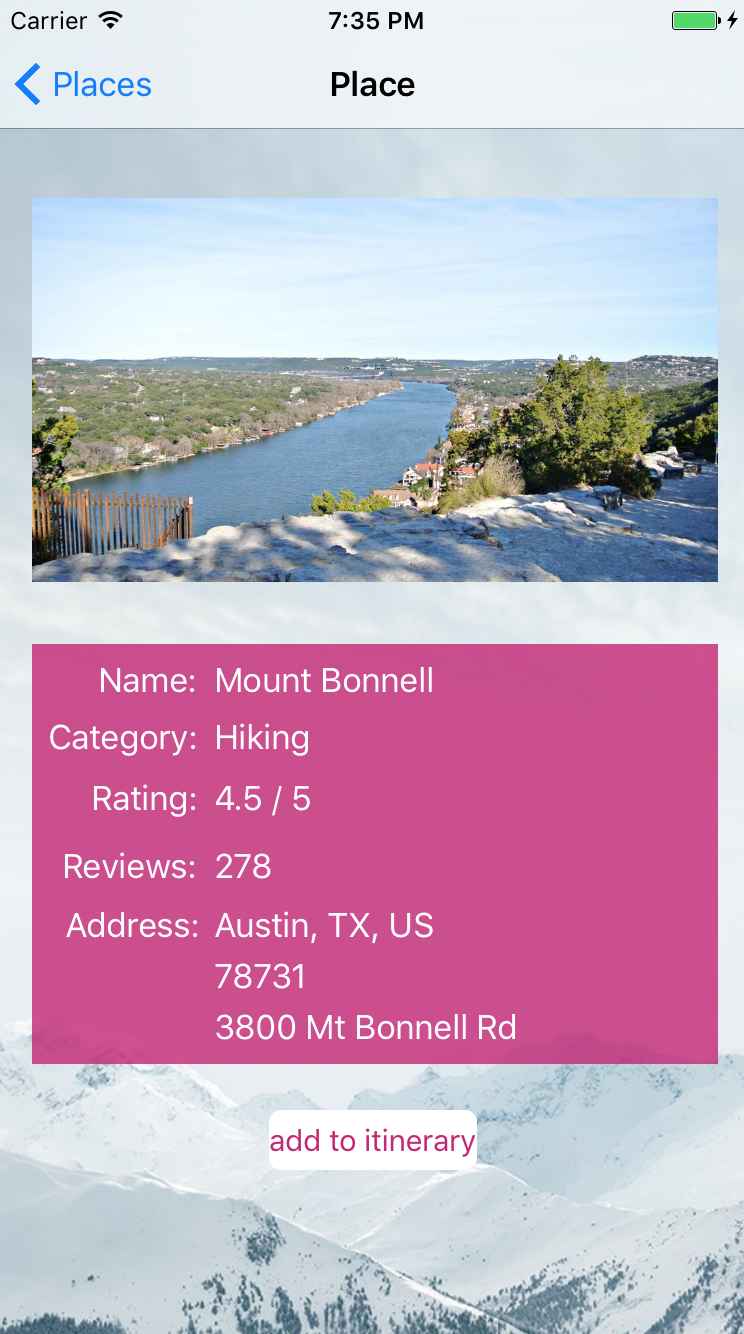 Carrier 7:35 PM
Places Place
Name: Mount Bonnell
Category: Hiking
Rating: 4.5 / 5
Reviews: 278
Address: Austin, TX, US
78731
3800 Mt Bonnell Rd
add to itinerary